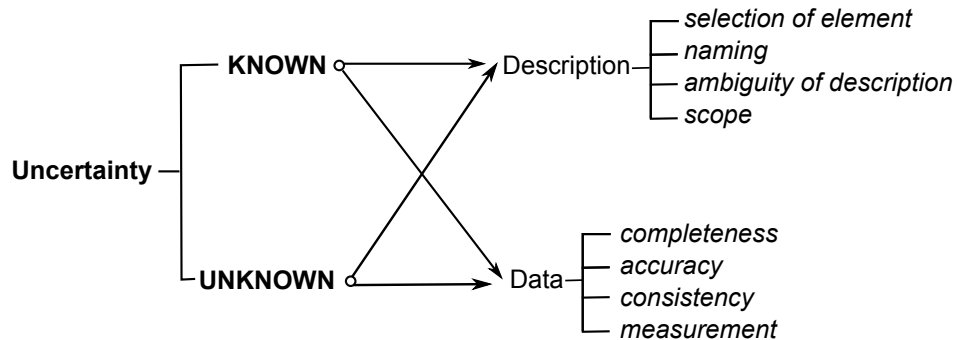 Uncertainty
KNOWN
UNKNOWN
Description
selection of element
naming
ambiguity of description
scope
Data
completeness
accuracy
consistency
measurement